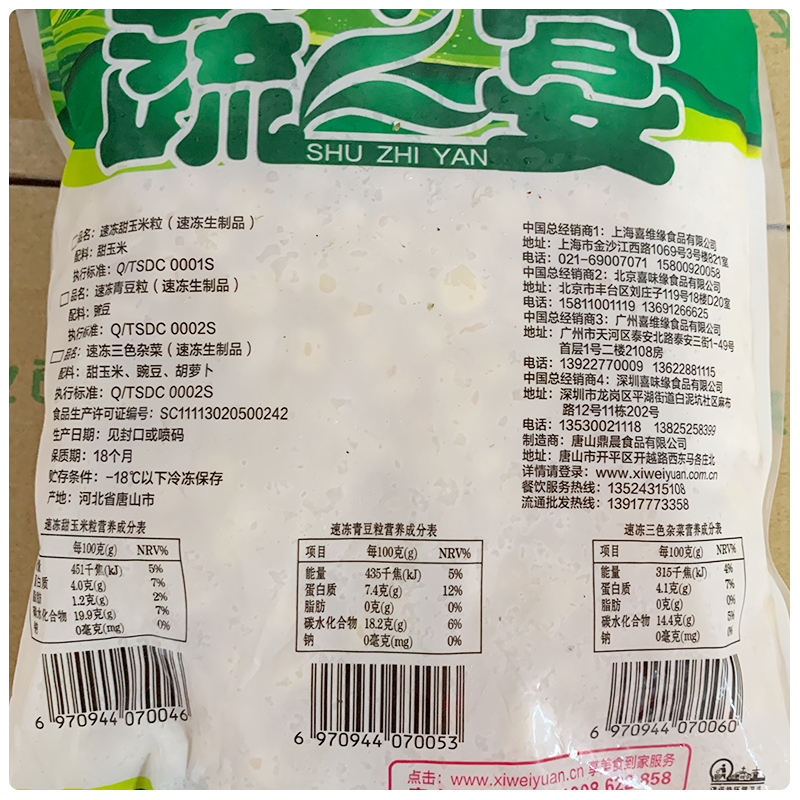 蔬之宴
SHU ZHI YAN
品名：速冻甜玉米粒（速冻生制品）
配料：甜玉米
执行标准：Q/TSDC 0001S
品名：速冻青豆粒（速冻生制品）
配料：豌豆
执行标准：Q/TSDC 0002S
品名：速冻三色杂菜（速冻生制品）
配料：甜玉米、豌豆、胡萝卜
执行标准：Q/TSDC 0002S
食品生产许可证编号：SC11113020500242
生产日期：见封口或喷码
保质期：18个月
贮存条件：-18℃以下冷冻保存
产地：河北省唐山市
中国总经销商1：上海喜维缘食品有限公司
地址：上海市金沙江西路1069号3号楼821室
电话：021-69007071 15800920058
中国总经销商2：北京喜味缘食品有限公司
地址：北京市丰台区刘庄子119号18楼D20室
电话：15811001119 13691266625
中国总经销商3：广州喜维缘食品有限公司
地址：广州市天河区泰安北路泰安三街1-49号
首层1号二楼2108房
电话：13922770009 13622881115
中国总经销商4：深圳喜味缘食品有限公司
地址：深圳市龙岗区平湖街道白泥坑社区麻布
路12号11栋202号
电话：13530021118 13825258399
制造商：唐山鼎晨食品有限公司
地址：唐山市开平区开越路西东马各庄北
详情请登录：www.xiweiyuan.com.cn
餐饮服务热线：13524315108
流通批发热线：13917773358
速冻甜玉米粒营养成分表
每100克(g) NRV%
量 451千焦(kJ) 5%
蛋白质 4.0克(g) 7%
脂肪 1.2克(g) 2%
碳水化合物 19.9克(g) 7%
钠 0毫克(mg) 0%
6 970944 070046
速冻青豆粒营养成分表
项目 每100克(g) NRV%
能量 435千焦(kJ) 5%
蛋白质 7.4克(g) 12%
脂肪 0克(g) 0%
碳水化合物 18.2克(g) 6%
钠 0毫克(mg) 0%
6 970944 070053
速冻三色杂菜营养成分表
项目 每100克(g) NRV%
能量 315千焦(kJ) 4%
蛋白质 4.1克(g) 7%
脂肪 0克(g) 0%
碳水化合物 14.4克(g) 5%
钠 0毫克(mg) 0%
6 970944 070060
点击：www.xiweiyuan.cn 享美食到家服务
858